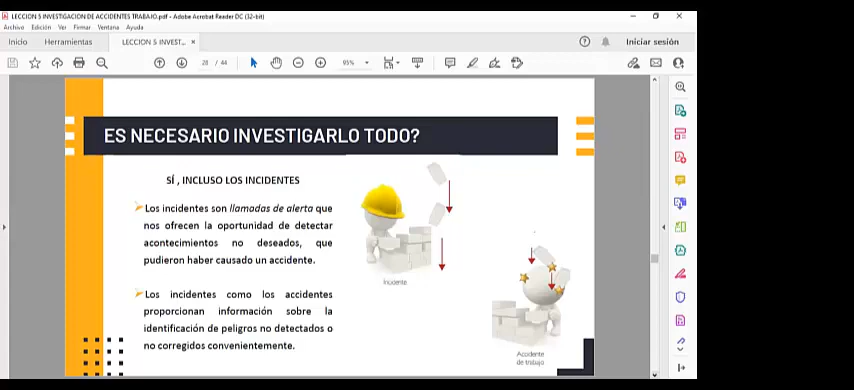 LECCION 5 INVESTIGACION DE ACCIDENTES TRABAJO.pdf - Adobe Acrobat Reader DC (32-bit)
Archivo Edición Ver Firmar Ventana Ayuda
Inicio Herramientas LECCION 5 INVEST... × Iniciar sesión
28 / 44 95%
ES NECESARIO INVESTIGARLO TODO?
SÍ , INCLUSO LOS INCIDENTES
Los incidentes son llamadas de alerta que
nos ofrecen la oportunidad de detectar
acontecimientos no deseados, que
pudieron haber causado un accidente.
Incidente
Los incidentes como los accidentes
proporcionan información sobre la
identificación de peligros no detectados o
no corregidos convenientemente.
Accidente
de trabajo